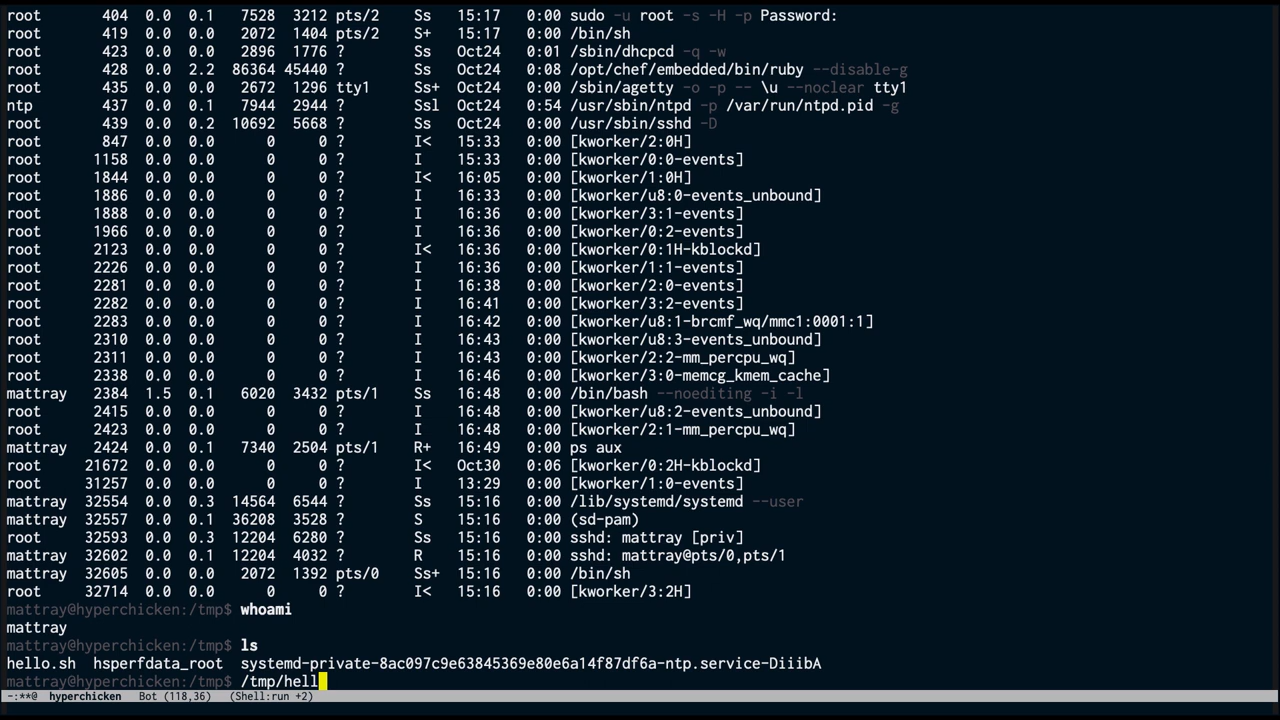 root 404 0.0 0.1 7528 3212 pts/2 Ss 15:17 0:00 sudo -u root -s -H -p Password:
root 419 0.0 0.0 2072 1404 pts/2 S+ 15:17 0:00 /bin/sh
root 423 0.0 0.0 2896 1776 ? Ss Oct24 0:01 /sbin/dhcpcd -q -w
root 428 0.0 2.2 86364 45440 ? Ss Oct24 0:08 /opt/chef/embedded/bin/ruby --disable-g
root 435 0.0 0.0 2672 1296 tty1 Ss+ Oct24 0:00 /sbin/agetty -o -p -- \u --noclear tty1
ntp 437 0.0 0.1 7944 2944 ? Ssl Oct24 0:54 /usr/sbin/ntpd -p /var/run/ntpd.pid -g
root 439 0.0 0.2 10692 5668 ? Ss Oct24 0:00 /usr/sbin/sshd -D
root 847 0.0 0.0 0 0 ? I< 15:33 0:00 [kworker/2:0H]
root 1158 0.0 0.0 0 0 ? I 15:33 0:00 [kworker/0:0-events]
root 1844 0.0 0.0 0 0 ? I< 16:05 0:00 [kworker/1:0H]
root 1886 0.0 0.0 0 0 ? I 16:33 0:00 [kworker/u8:0-events_unbound]
root 1888 0.0 0.0 0 0 ? I 16:36 0:00 [kworker/3:1-events]
root 1966 0.0 0.0 0 0 ? I 16:36 0:00 [kworker/0:2-events]
root 2123 0.0 0.0 0 0 ? I< 16:36 0:00 [kworker/0:1H-kblockd]
root 2226 0.0 0.0 0 0 ? I 16:36 0:00 [kworker/1:1-events]
root 2281 0.0 0.0 0 0 ? I 16:38 0:00 [kworker/2:0-events]
root 2282 0.0 0.0 0 0 ? I 16:41 0:00 [kworker/3:2-events]
root 2283 0.0 0.0 0 0 ? I 16:42 0:00 [kworker/u8:1-brcmf_wq/mmc1:0001:1]
root 2310 0.0 0.0 0 0 ? I 16:43 0:00 [kworker/u8:3-events_unbound]
root 2311 0.0 0.0 0 0 ? I 16:43 0:00 [kworker/2:2-mm_percpu_wq]
root 2338 0.0 0.0 0 0 ? I 16:46 0:00 [kworker/3:0-memcg_kmem_cache]
mattray 2384 1.5 0.1 6020 3432 pts/1 Ss 16:48 0:00 /bin/bash --noediting -i -l
root 2415 0.0 0.0 0 0 ? I 16:48 0:00 [kworker/u8:2-events_unbound]
root 2423 0.0 0.0 0 0 ? I 16:48 0:00 [kworker/2:1-mm_percpu_wq]
mattray 2424 0.0 0.1 7340 2504 pts/1 R+ 16:49 0:00 ps aux
root 21672 0.0 0.0 0 0 ? I< Oct30 0:06 [kworker/0:2H-kblockd]
root 31257 0.0 0.0 0 0 ? I 13:29 0:00 [kworker/1:0-events]
mattray 32554 0.0 0.3 14564 6544 ? Ss 15:16 0:00 /lib/systemd/systemd --user
mattray 32557 0.0 0.1 36208 3528 ? S 15:16 0:00 (sd-pam)
root 32593 0.0 0.3 12204 6280 ? Ss 15:16 0:00 sshd: mattray [priv]
mattray 32602 0.0 0.1 12204 4032 ? R 15:16 0:00 sshd: mattray@pts/0,pts/1
mattray 32605 0.0 0.0 2072 1392 pts/0 Ss+ 15:16 0:00 /bin/sh
root 32714 0.0 0.0 0 0 ? I< 15:16 0:00 [kworker/3:2H]
mattray@hyperchicken:/tmp$ whoami
mattray
mattray@hyperchicken:/tmp$ ls
hello.sh hsperfdata_root systemd-private-8ac097c9e63845369e80e6a14f87df6a-ntp.service-DiiibA
mattray@hyperchicken:/tmp$ /tmp/hell
-:**@ hyperchicken Bot (118,36) (Shell:run +2)